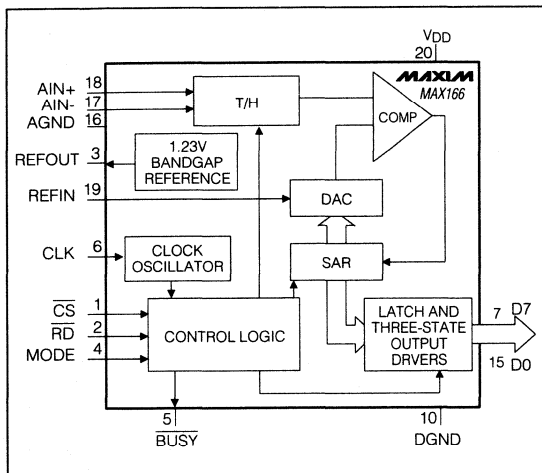 VDD
20
MAXIM
MAX166
AIN+ 18
AIN- 17
AGND 16
T/H
COMP
REFOUT 3
1.23V
BANDGAP
REFERENCE
REFIN 19
DAC
CLK 6
CLOCK
OSCILLATOR
SAR
CS 1
RD 2
MODE 4
CONTROL LOGIC
LATCH AND
THREE-STATE
OUTPUT
DRVERS
7 D7
15 D0
5
BUSY
10
DGND